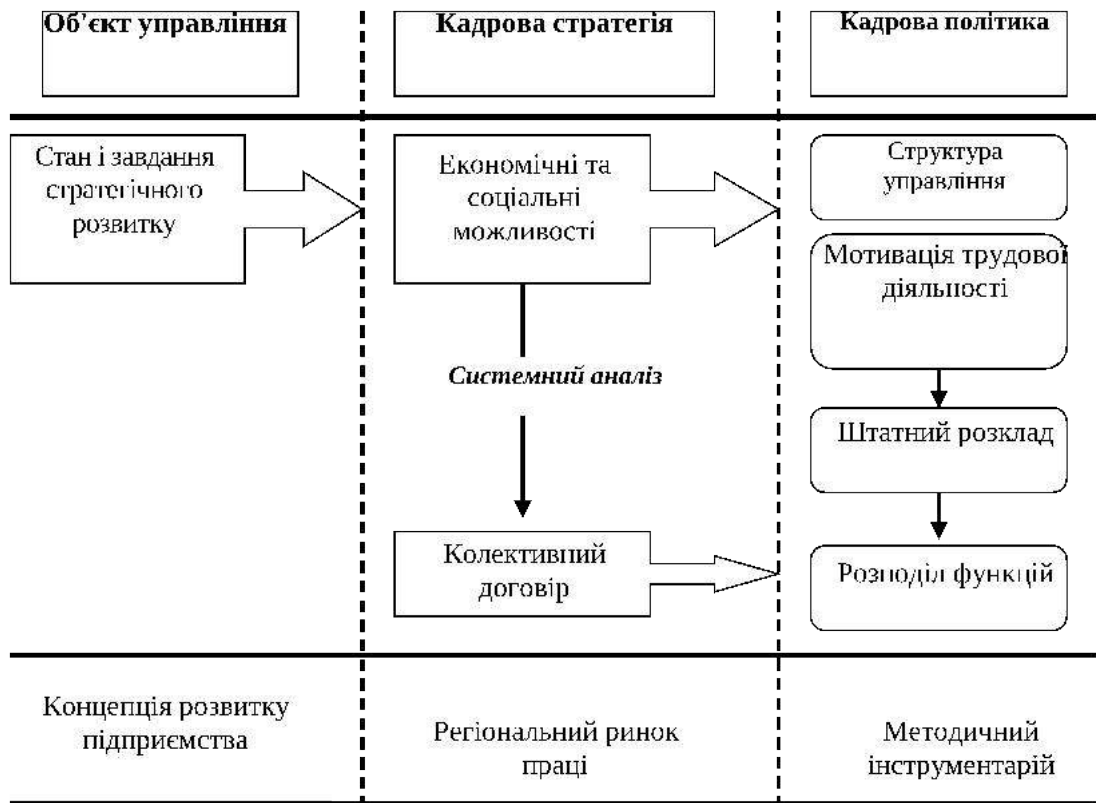 Об'єкт управління
Кадрова стратегія
Кадрова політика
Стан і завдання
стратегічного
розвитку
Економічні та
соціальні
можливості
Структура
управління
Мотивація трудової
діяльності
Системний аналіз
Штатний розклад
Колективний
договір
Розподіл функцій
Концепція розвитку
підприємства
Регіональний ринок
праці
Методичний
інструментарій